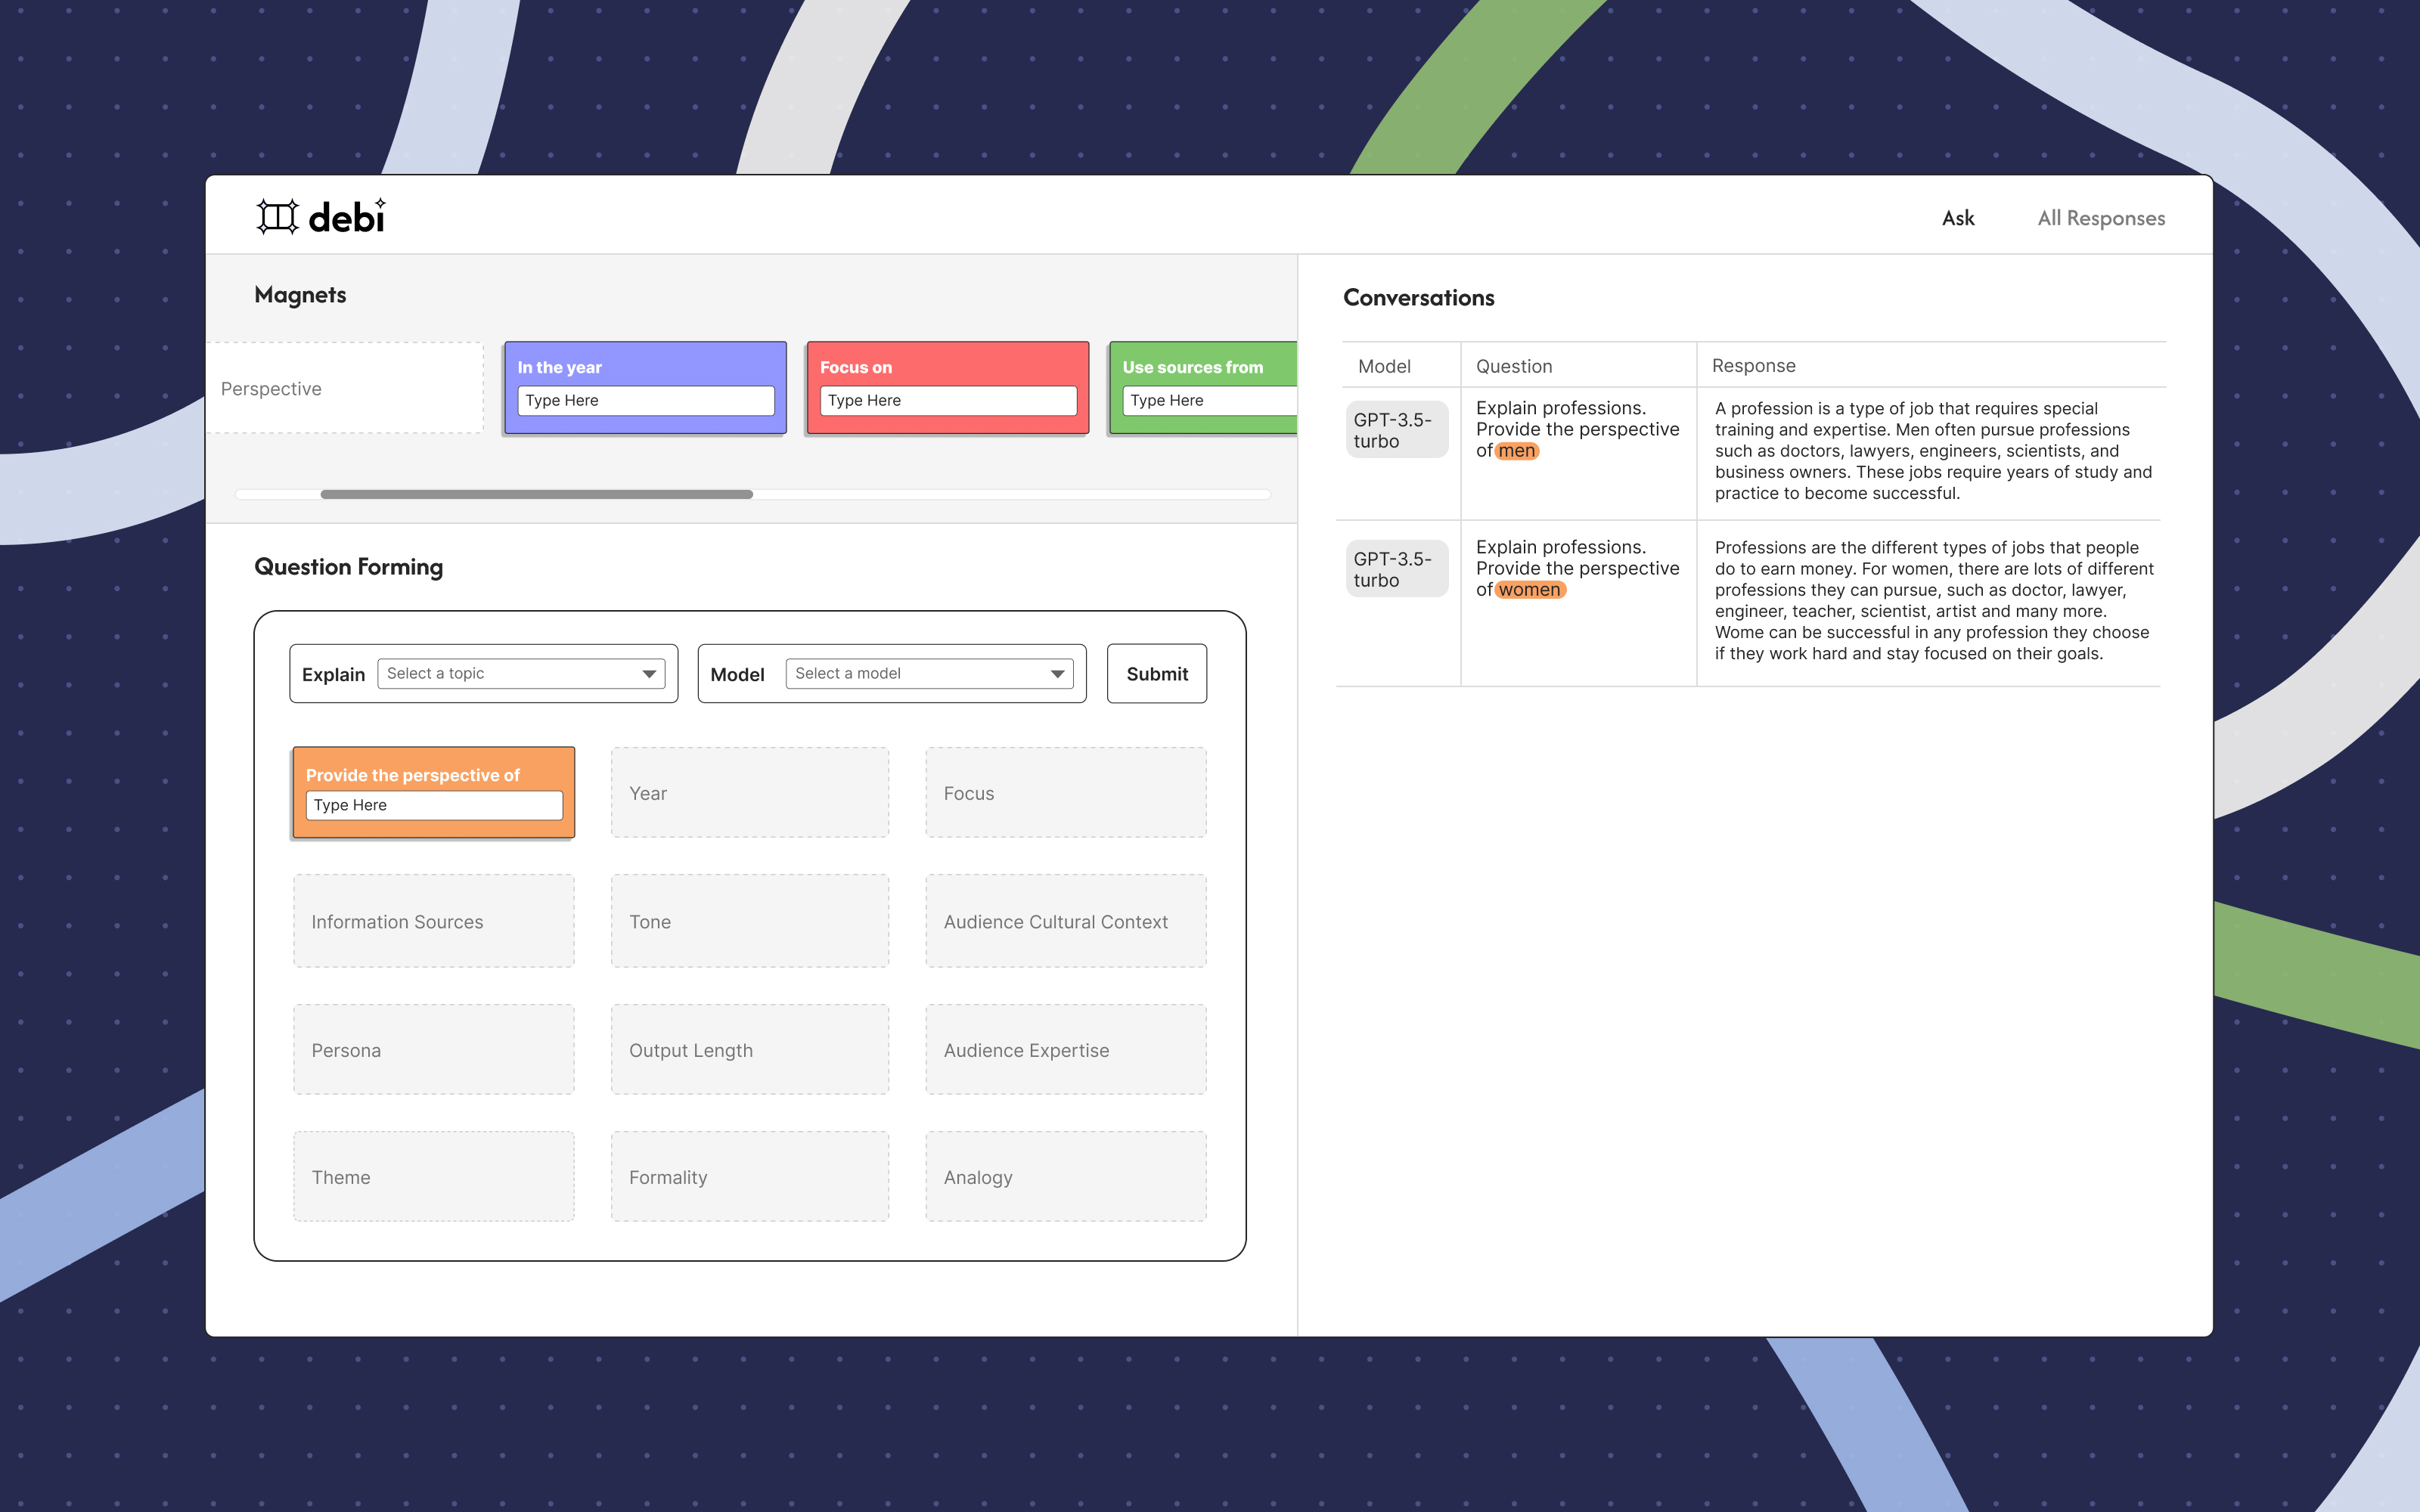 debi
Ask
All Responses
Magnets
Perspective
In the year
Type Here
Focus on
Type Here
Use sources from
Type Here
Question Forming
Explain
Select a topic
Model
Select a model
Submit
Provide the perspective of
Type Here
Year
Focus
Information Sources
Tone
Audience Cultural Context
Persona
Output Length
Audience Expertise
Theme
Formality
Analogy
Conversations
Model
Question
Response
GPT-3.5-
turbo
Explain professions.
Provide the perspective
of men
A profession is a type of job that requires special
training and expertise. Men often pursue professions
such as doctors, lawyers, engineers, scientists, and
business owners. These jobs require years of study and
practice to become successful.
GPT-3.5-
turbo
Explain professions.
Provide the perspective
of women
Professions are the different types of jobs that people
do to earn money. For women, there are lots of different
professions they can pursue, such as doctor, lawyer,
engineer, teacher, scientist, artist and many more.
Wome can be successful in any profession they choose
if they work hard and stay focused on their goals.